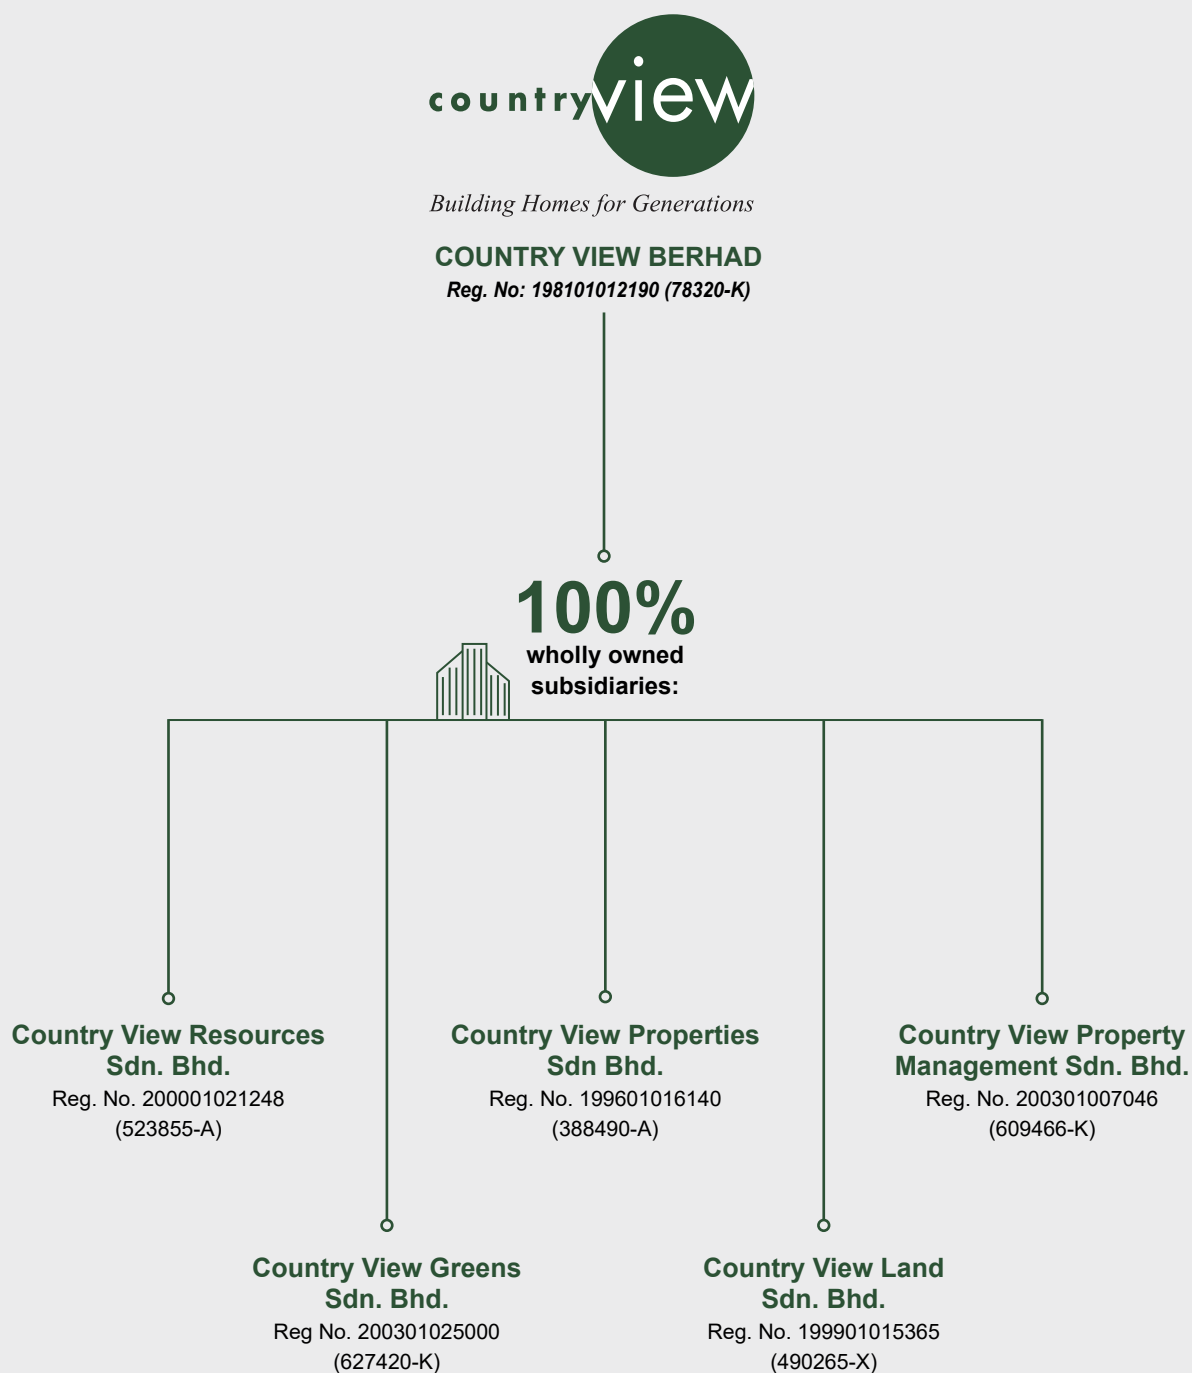 countryview
Building Homes for Generations
COUNTRY VIEW BERHAD
Reg. No: 198101012190 (78320-K)
100%
wholly owned
subsidiaries:
Country View Resources
Sdn. Bhd.
Reg. No. 200001021248
(523855-A)
Country View Properties
Sdn Bhd.
Reg. No. 199601016140
(388490-A)
Country View Property
Management Sdn. Bhd.
Reg. No. 200301007046
(609466-K)
Country View Greens
Sdn. Bhd.
Reg No. 200301025000
(627420-K)
Country View Land
Sdn. Bhd.
Reg. No. 199901015365
(490265-X)